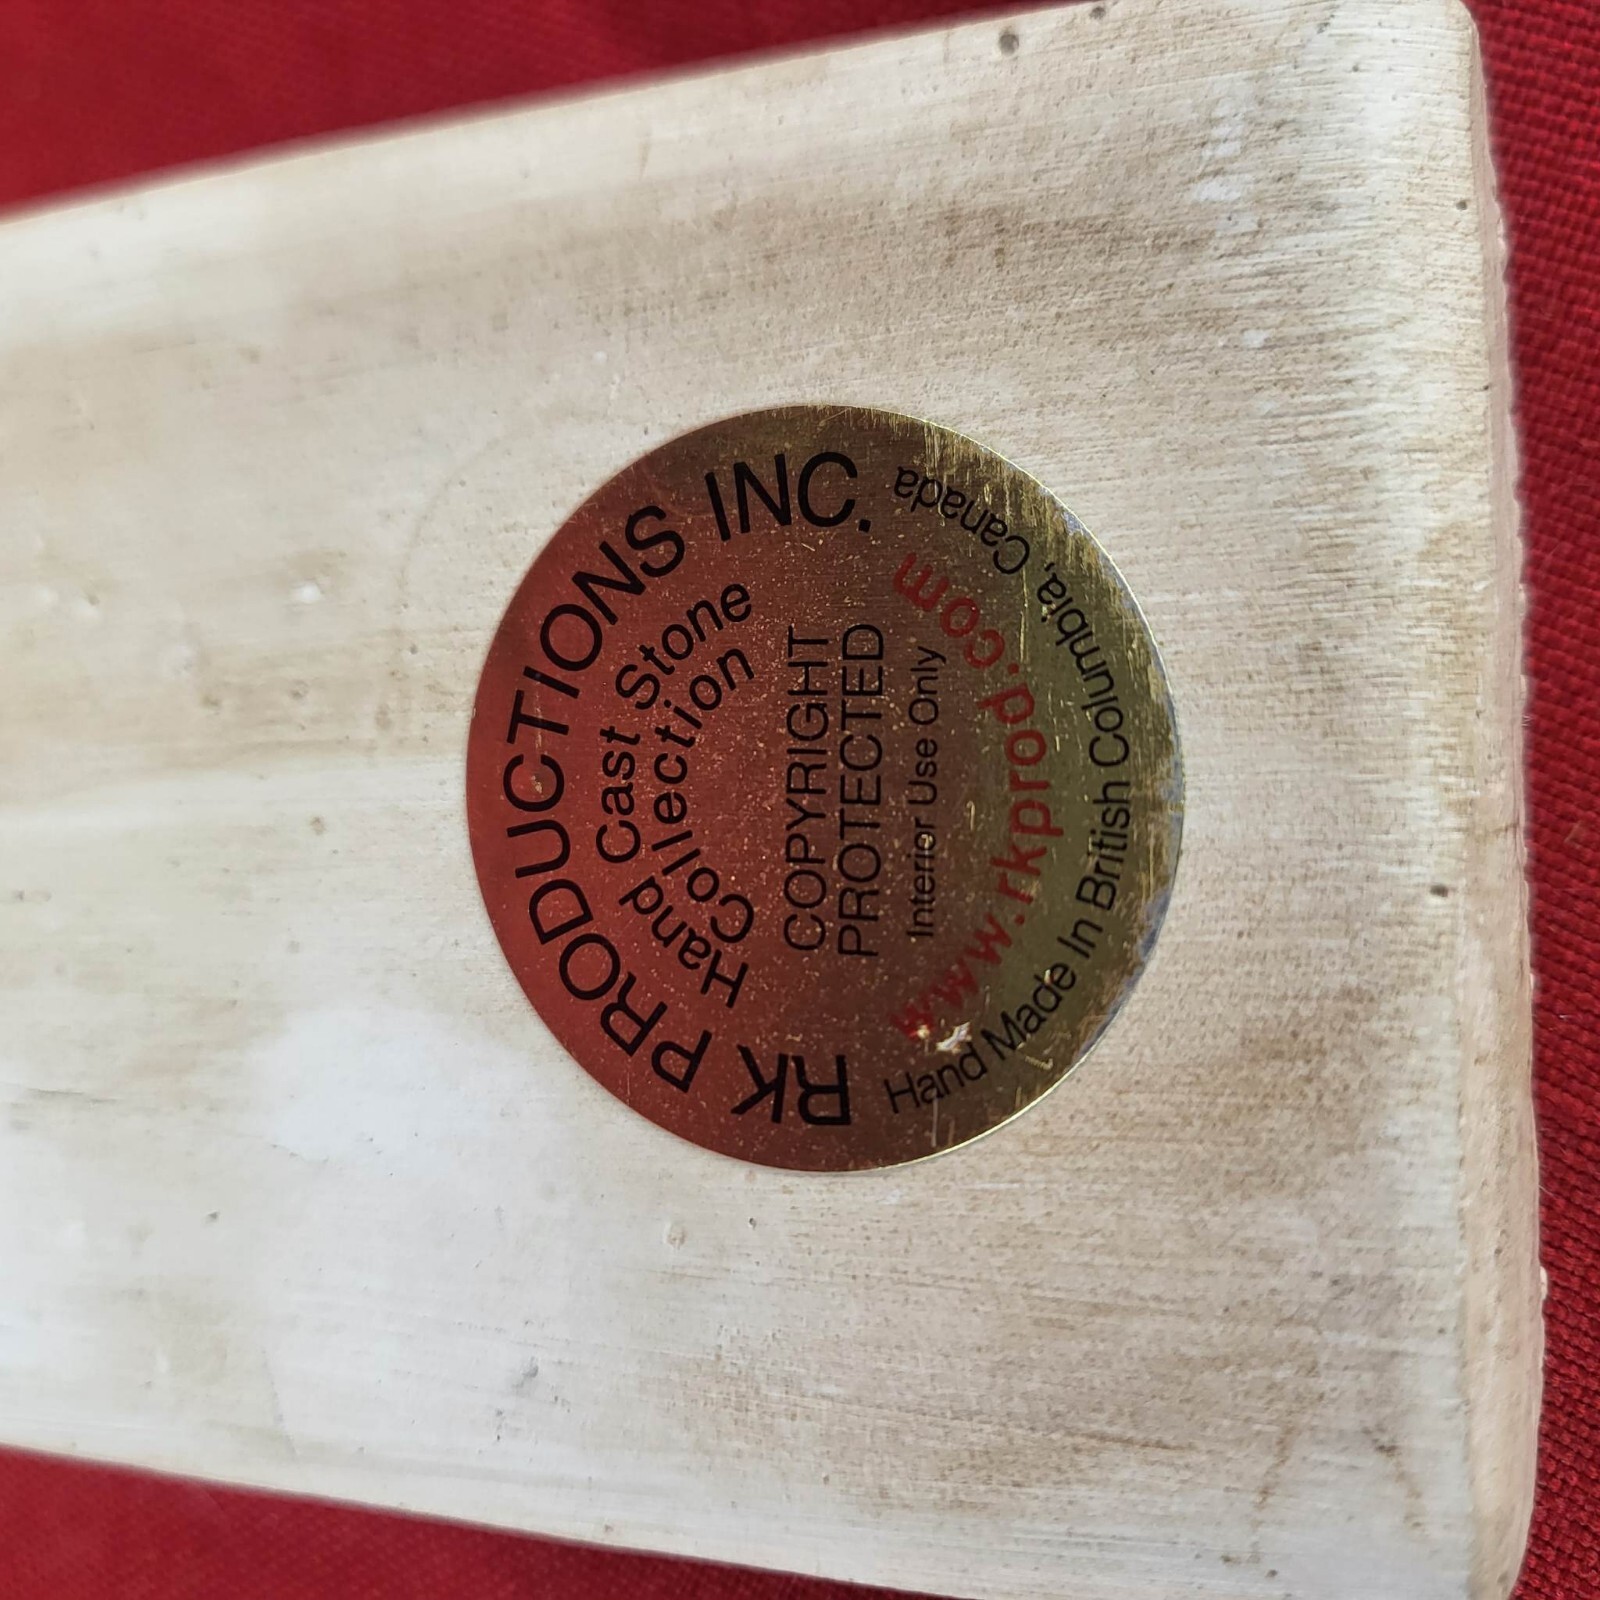 RK PRODUCTIONS INC.
Hand Cast Stone
Collection
COPYRIGHT
PROTECTED
Interier Use Only
www.rkprod.com
Hand Made In British Columbia, Canada